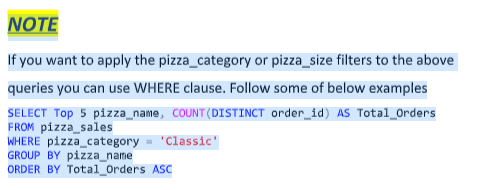 NOTE
If you want to apply the pizza_category or pizza_size filters to the above
queries you can use WHERE clause. Follow some of below examples
SELECT Top 5 pizza_name, COUNT(DISTINCT order_id) AS Total_Orders
FROM pizza_sales
WHERE pizza_category = 'Classic'
GROUP BY pizza_name
ORDER BY Total_Orders ASC